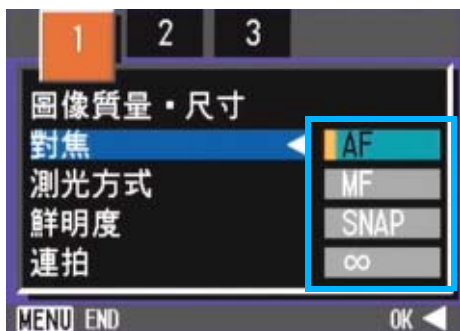 1 2 3
圖像質量・尺寸
對焦 AF
測光方式 MF
鮮明度 SNAP
連拍 ∞
MENU END OK